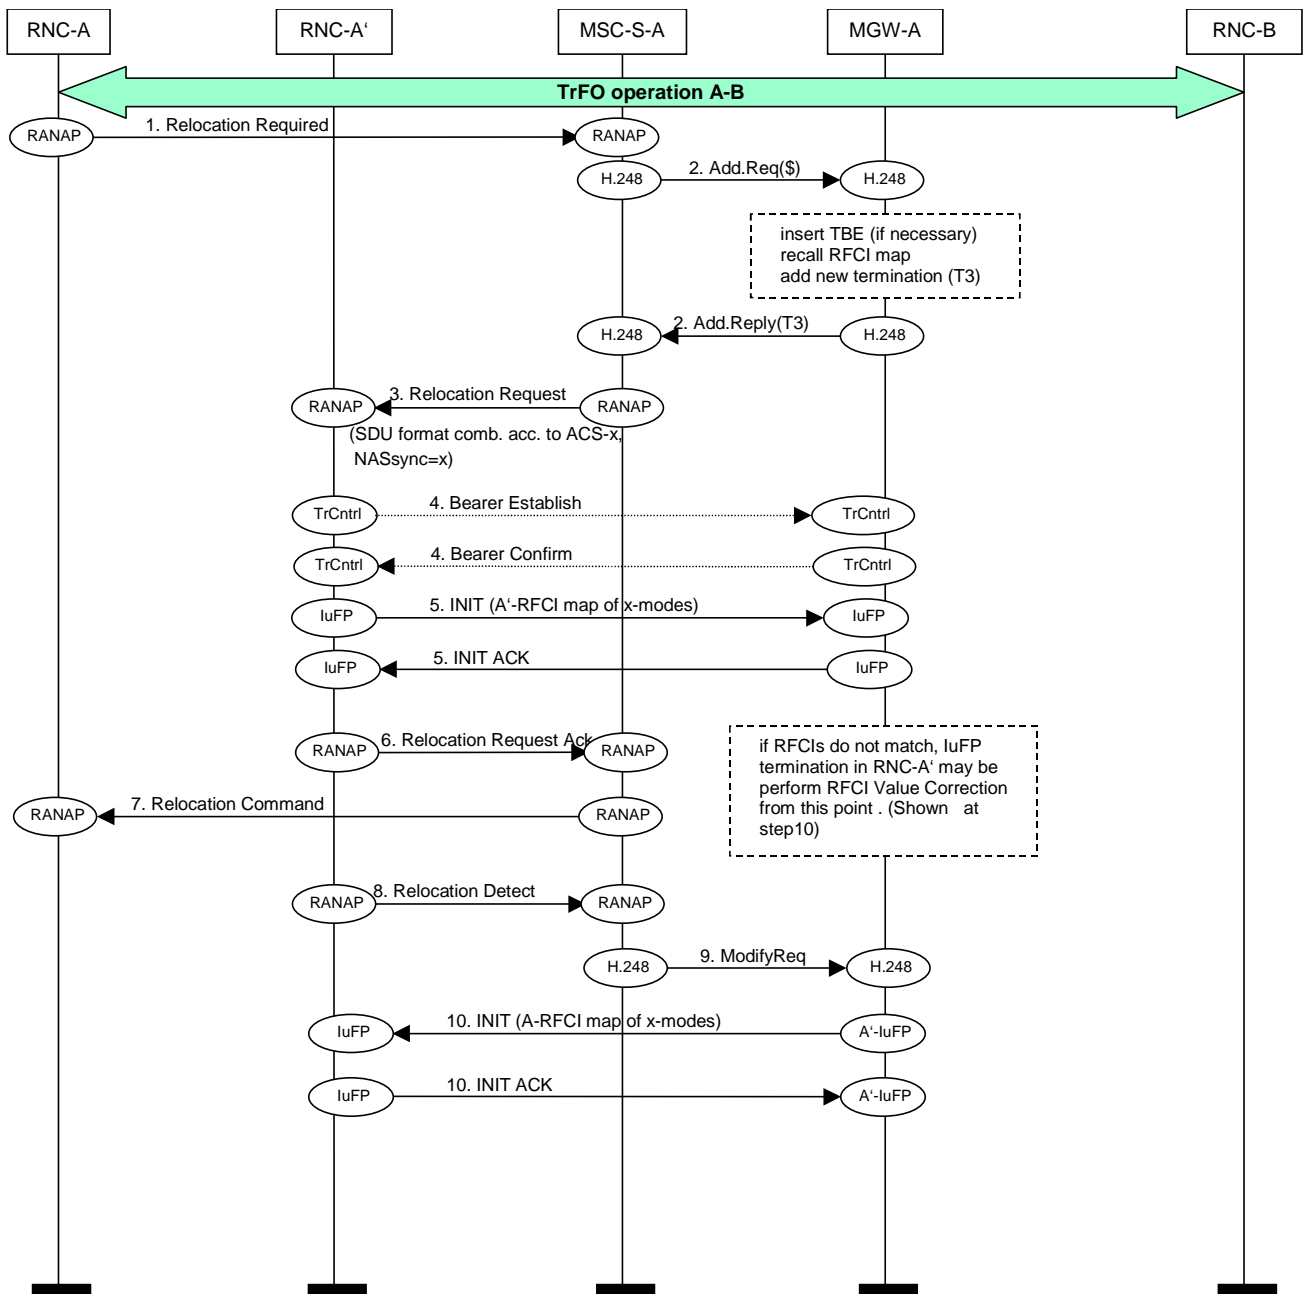 RNC-A RNC-A‘ MSC-S-A MGW-A RNC-B
TrFO operation A-B
RANAP 1. Relocation Required RANAP
H.248 2. Add.Req($) H.248
insert TBE (if necessary)
recall RFCI map
add new termination (T3)
H.248 2. Add.Reply(T3) H.248
RANAP 3. Relocation Request RANAP
(SDU format comb. acc. to ACS-x,
NASsync=x)
TrCntrl 4. Bearer Establish TrCntrl
TrCntrl 4. Bearer Confirm TrCntrl
IuFP 5. INIT (A‘-RFCI map of x-modes) IuFP
IuFP 5. INIT ACK IuFP
RANAP 6. Relocation Request Ack RANAP
if RFCIs do not match, IuFP
termination in RNC-A‘ may be
perform RFCI Value Correction
from this point . (Shown at
step10)
RANAP 7. Relocation Command RANAP
RANAP 8. Relocation Detect RANAP
H.248 9. ModifyReq H.248
IuFP 10. INIT (A-RFCI map of x-modes) A‘-IuFP
IuFP 10. INIT ACK A‘-IuFP